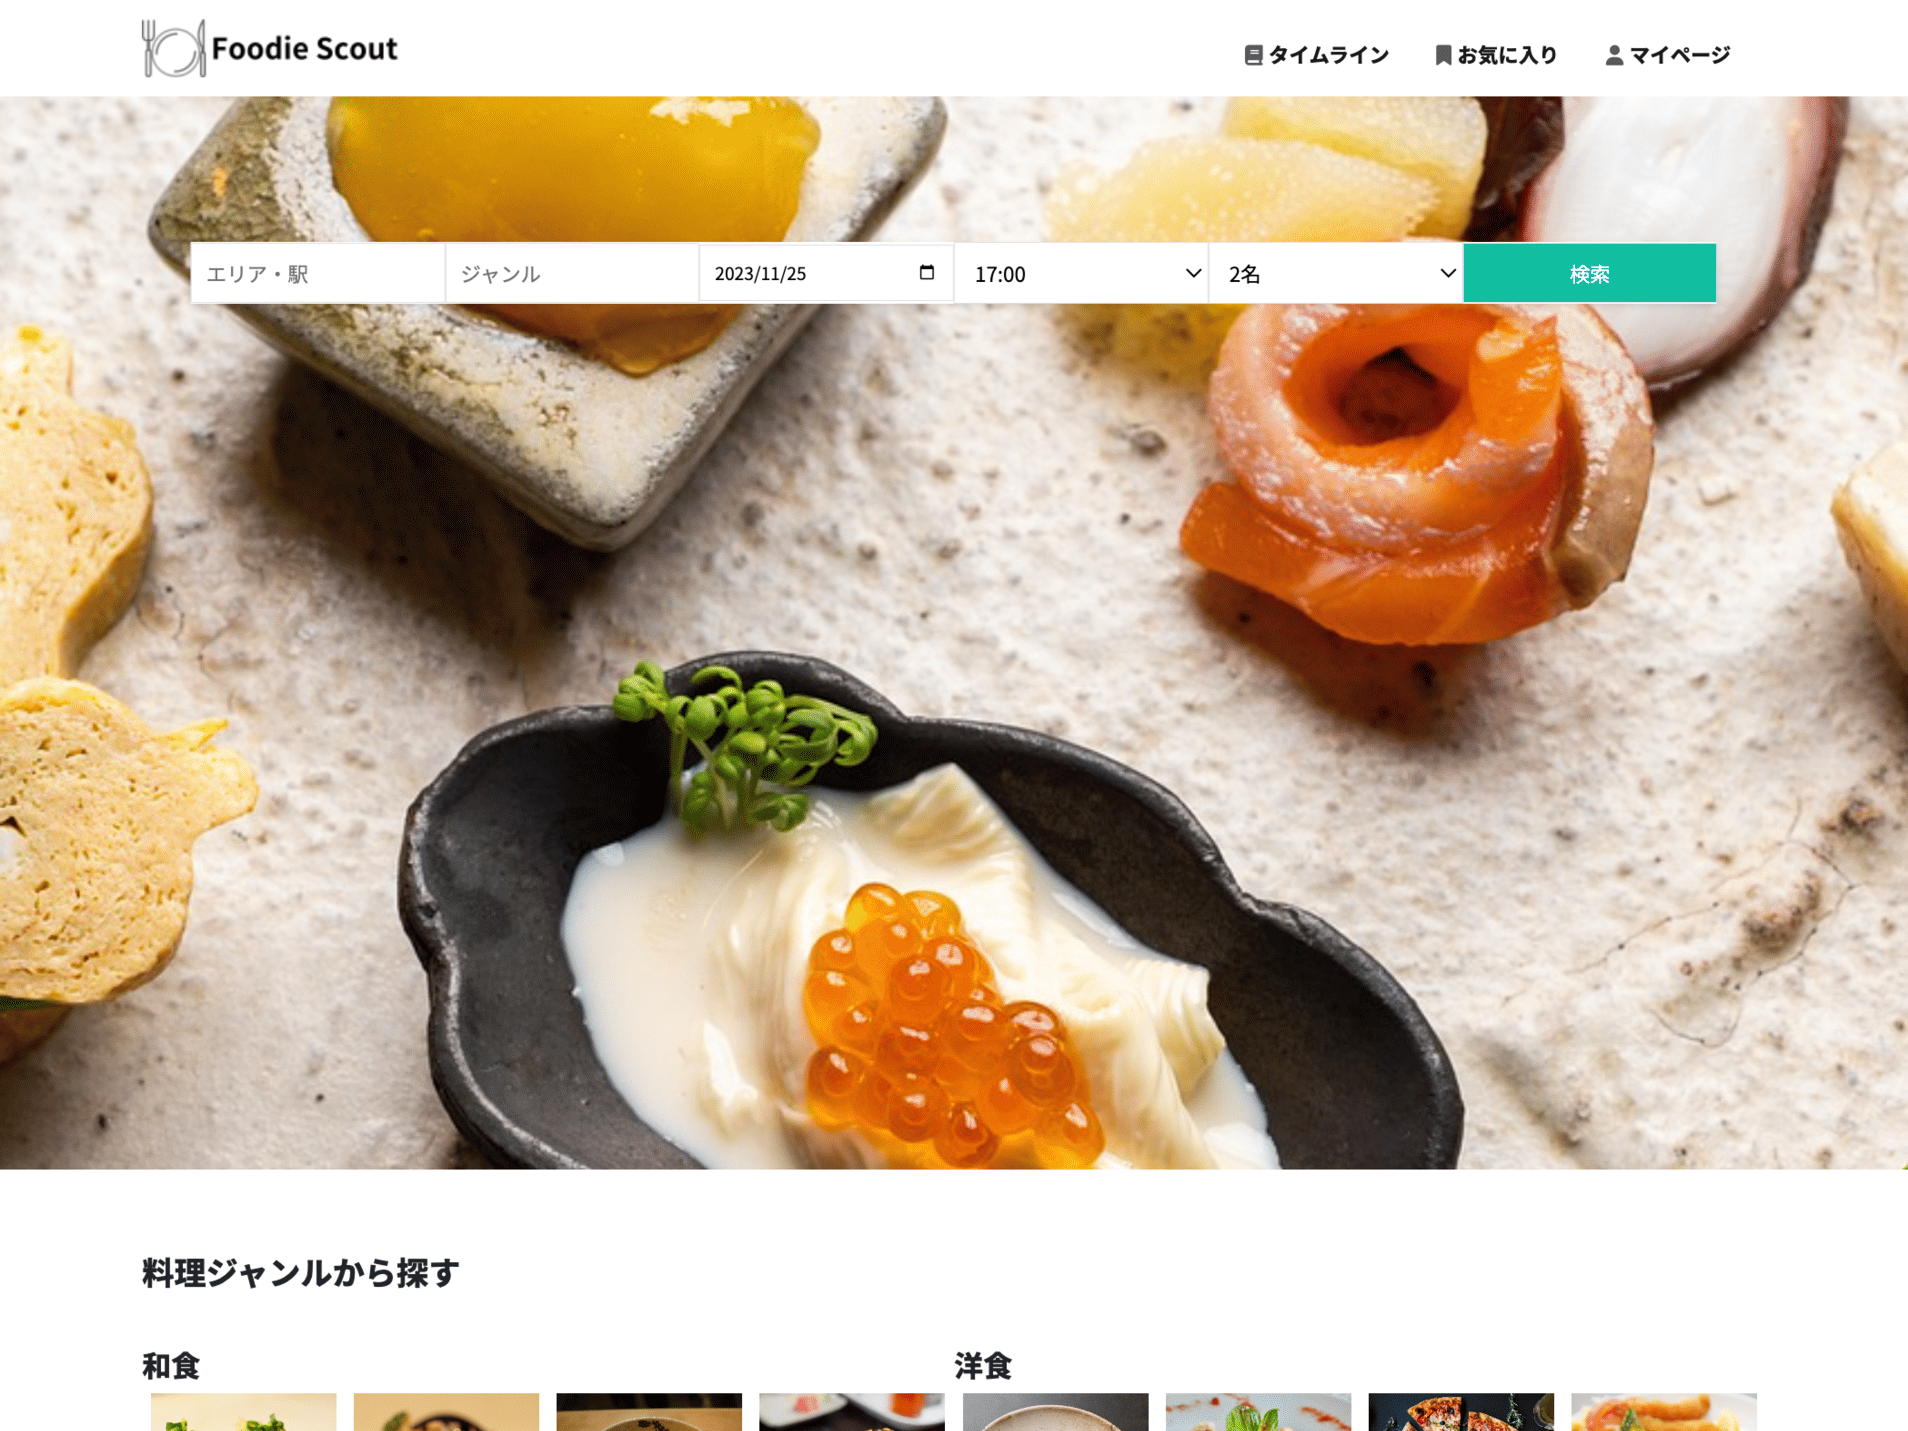 Foodie Scout
タイムライン お気に入り マイページ
エリア・駅 ジャンル 2023/11/25 17:00 2名 検索
料理ジャンルから探す
和食 洋食